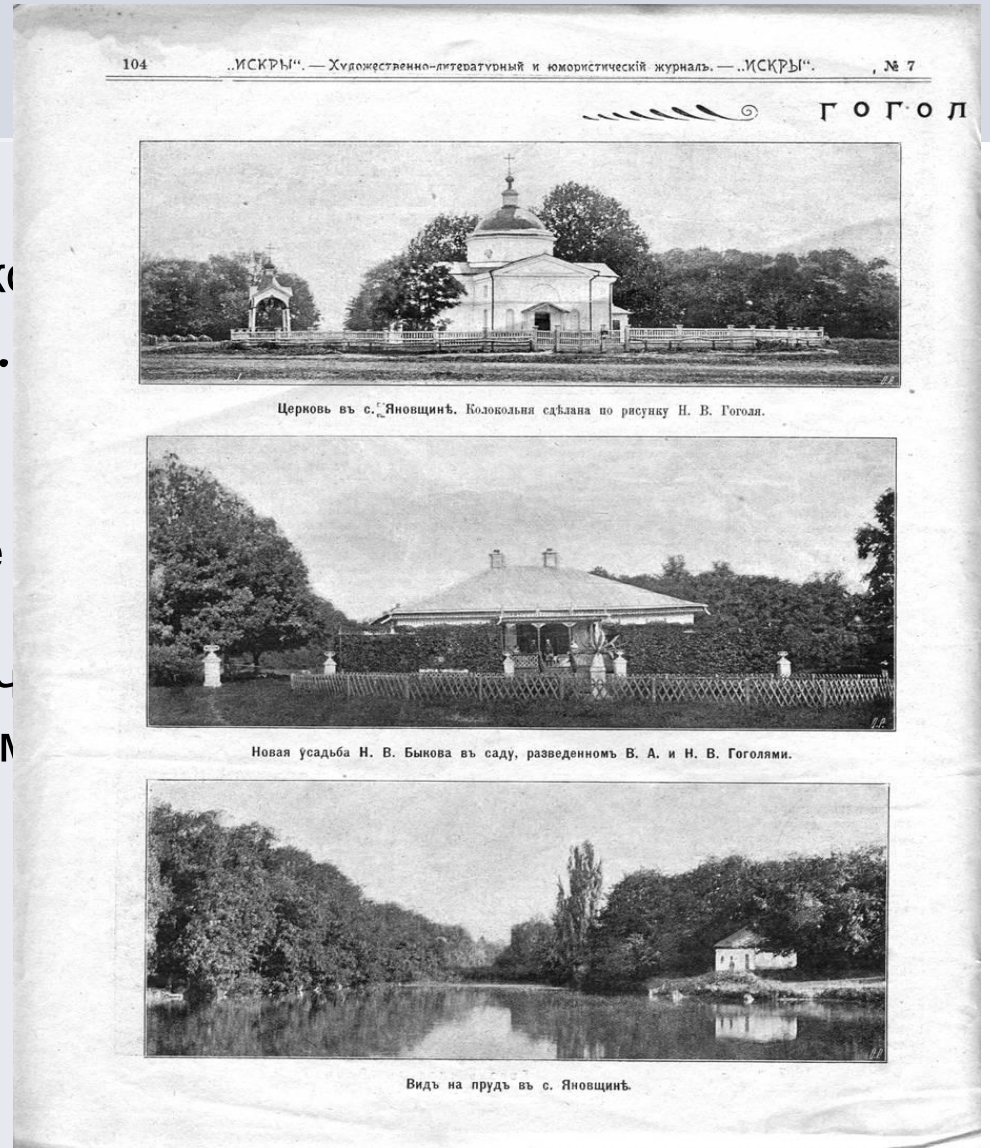 104 „ИСКРЫ“. — Художественно-литературный и юмористическій журналъ. — „ИСКРЫ“. № 7
ГОГОЛ
Церковь въ с. Яновщинѣ. Колокольня сдѣлана по рисунку Н. В. Гоголя.
Новая усадьба Н. В. Быкова въ саду, разведенномъ В. А. и Н. В. Гоголями.
Видъ на прудъ въ с. Яновщинѣ.